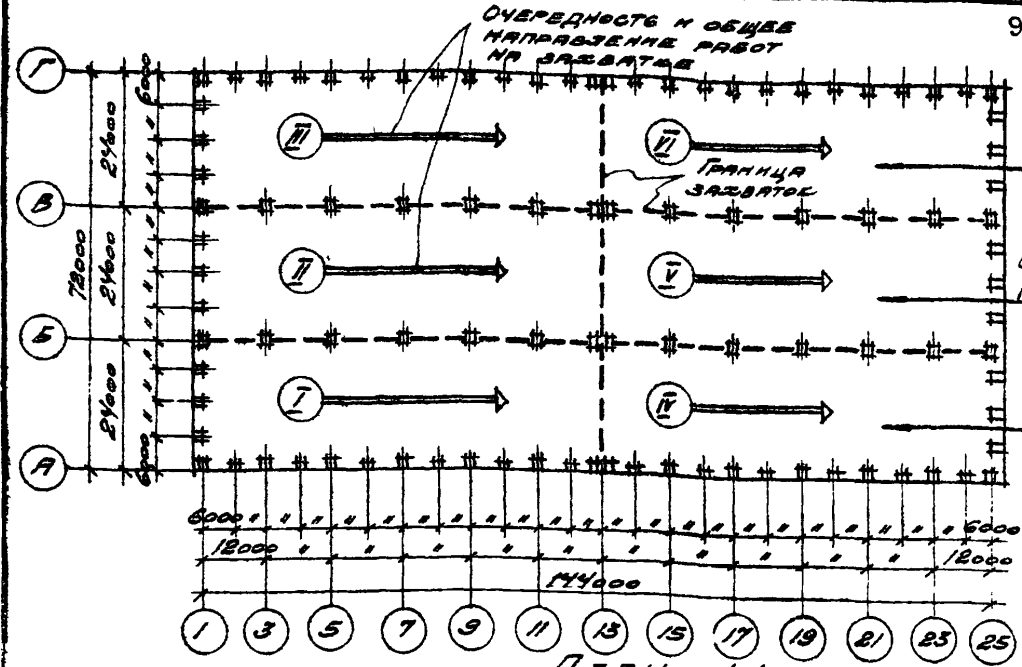 9
ОЧЕРЕДНОСТЬ И ОБЩЕЕ
НАПРАВЛЕНИЕ РАБОТ
НА ЗАХВАТКЕ
Г
В
Б
А
6000 " " "
24000
24000
24000
72000
" " " 6000
III
VI
II
V
I
IV
ГРАНИЦА
ЗАХВАТОК
6000 " " " " " " " " " " " " " " " " " " " " " " 6000
12000 " " " " " " " " " " 12000
144000
1 3 5 7 9 11 13 15 17 19 21 23 25